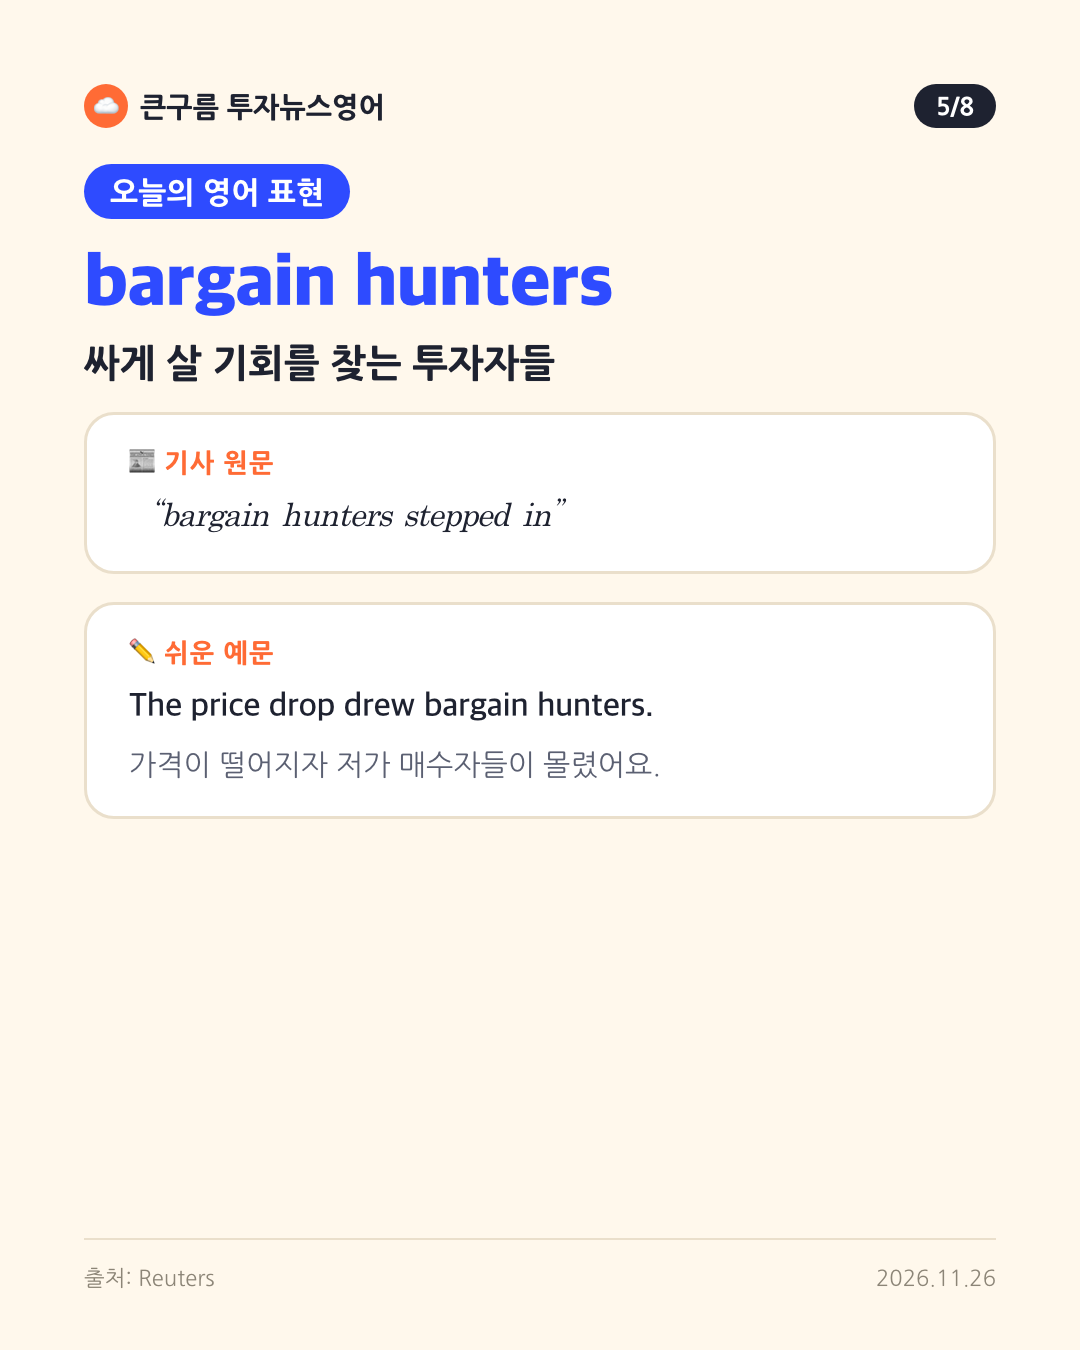 큰구름 투자뉴스영어
5/8
오늘의 영어 표현
bargain hunters
싸게 살 기회를 찾는 투자자들
기사 원문
“bargain hunters stepped in”
쉬운 예문
The price drop drew bargain hunters.
가격이 떨어지자 저가 매수자들이 몰렸어요.
출처: Reuters
2026.11.26